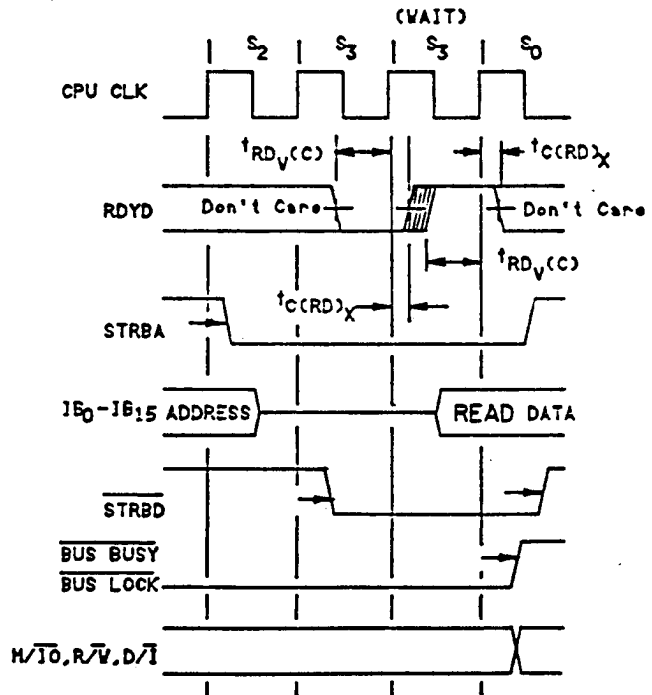 (WAIT)
S2 S3 S3 S0
CPU CLK
tRDV(C) tC(RD)X
RDYD Don't Care Don't Care
tRDV(C)
tC(RD)X
STRBA
IB0-IB15 ADDRESS READ DATA
STRBD
BUS BUSY
BUS LOCK
M/IO,R/W,D/I